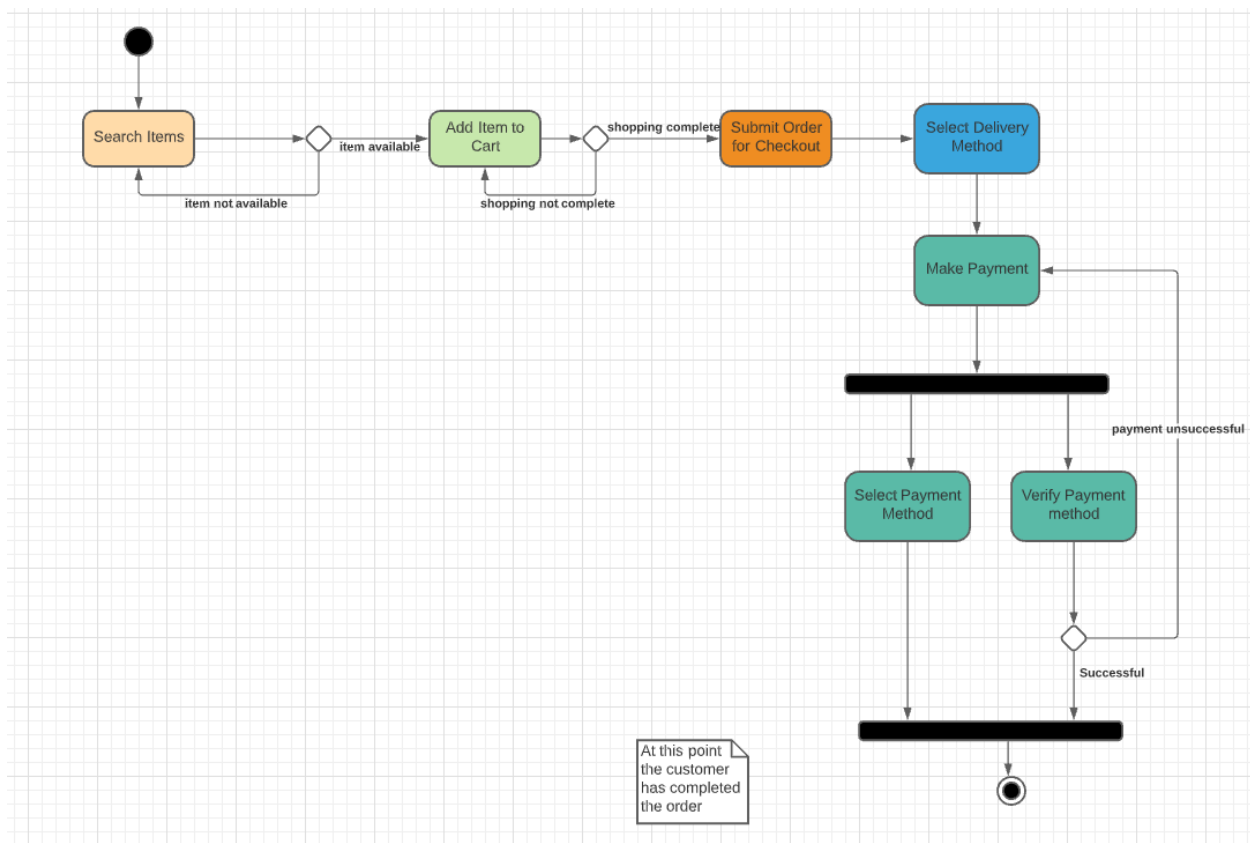 Search Items
item available
item not available
Add Item to
Cart
shopping complete
shopping not complete
Submit Order
for Checkout
Select Delivery
Method
Make Payment
payment unsuccessful
Select Payment
Method
Verify Payment
method
Successful
At this point
the customer
has completed
the order